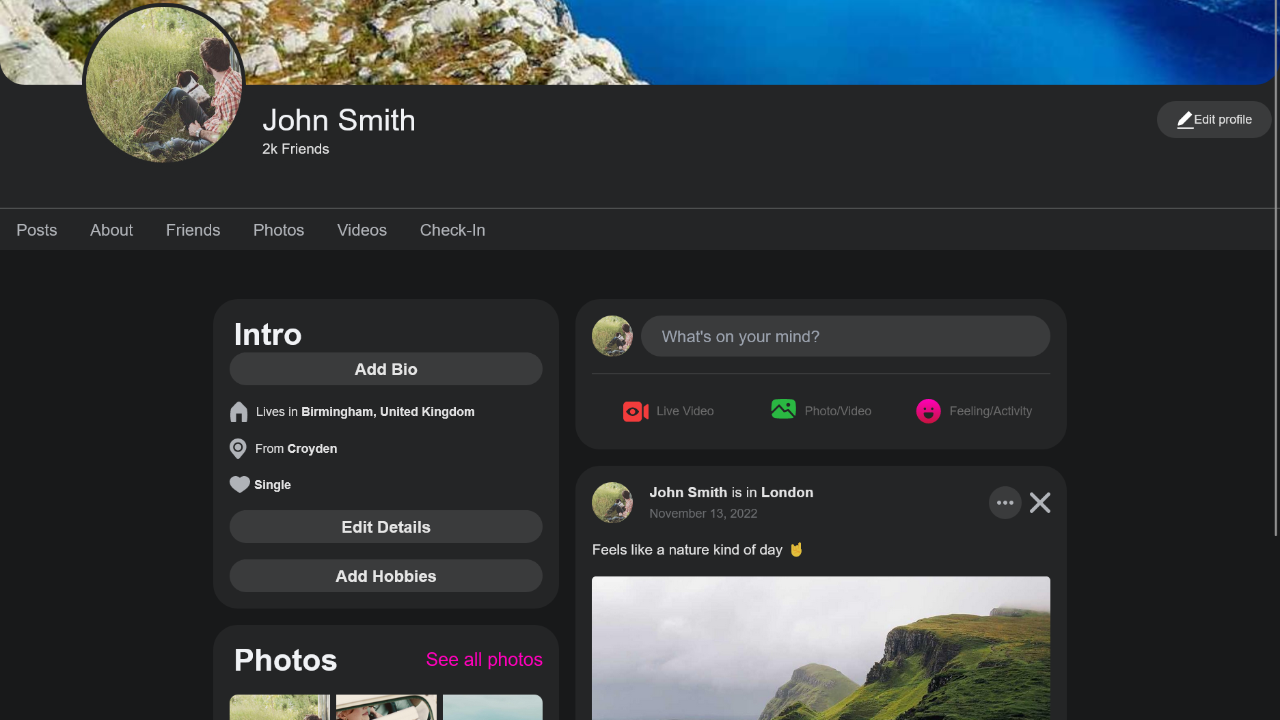 John Smith
2k Friends
Edit profile
Posts About Friends Photos Videos Check-In
Intro
Add Bio
Lives in Birmingham, United Kingdom
From Croyden
Single
Edit Details
Add Hobbies
Photos
See all photos
What's on your mind?
Live Video Photo/Video Feeling/Activity
John Smith is in London
November 13, 2022
Feels like a nature kind of day 🤘